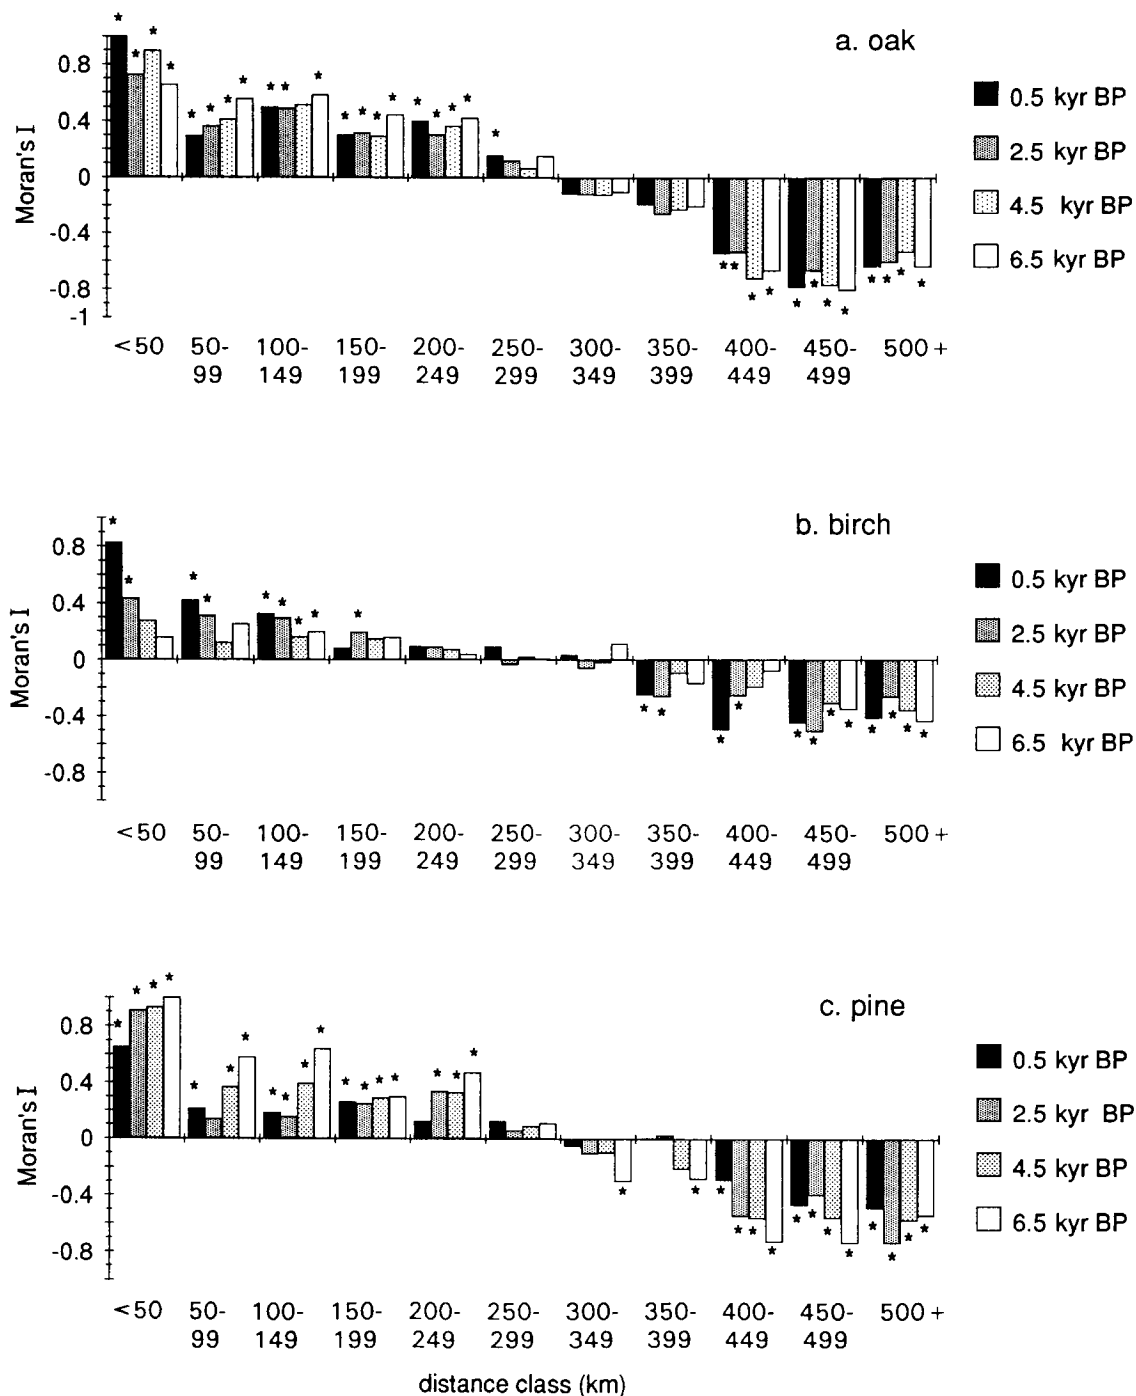 a. oak
0.8
0.4
0
-0.4
-0.8
-1
Moran's I
0.5 kyr BP
2.5 kyr BP
4.5 kyr BP
6.5 kyr BP
<50 50- 100- 150- 200- 250- 300- 350- 400- 450- 500+
99 149 199 249 299 349 399 449 499
b. birch
0.8
0.4
0
-0.4
-0.8
Moran's I
0.5 kyr BP
2.5 kyr BP
4.5 kyr BP
6.5 kyr BP
<50 50- 100- 150- 200- 250- 300- 350- 400- 450- 500+
99 149 199 249 299 349 399 449 499
c. pine
0.8
0.4
0
-0.4
-0.8
Moran's I
0.5 kyr BP
2.5 kyr BP
4.5 kyr BP
6.5 kyr BP
<50 50- 100- 150- 200- 250- 300- 350- 400- 450- 500+
99 149 199 249 299 349 399 449 499
distance class (km)